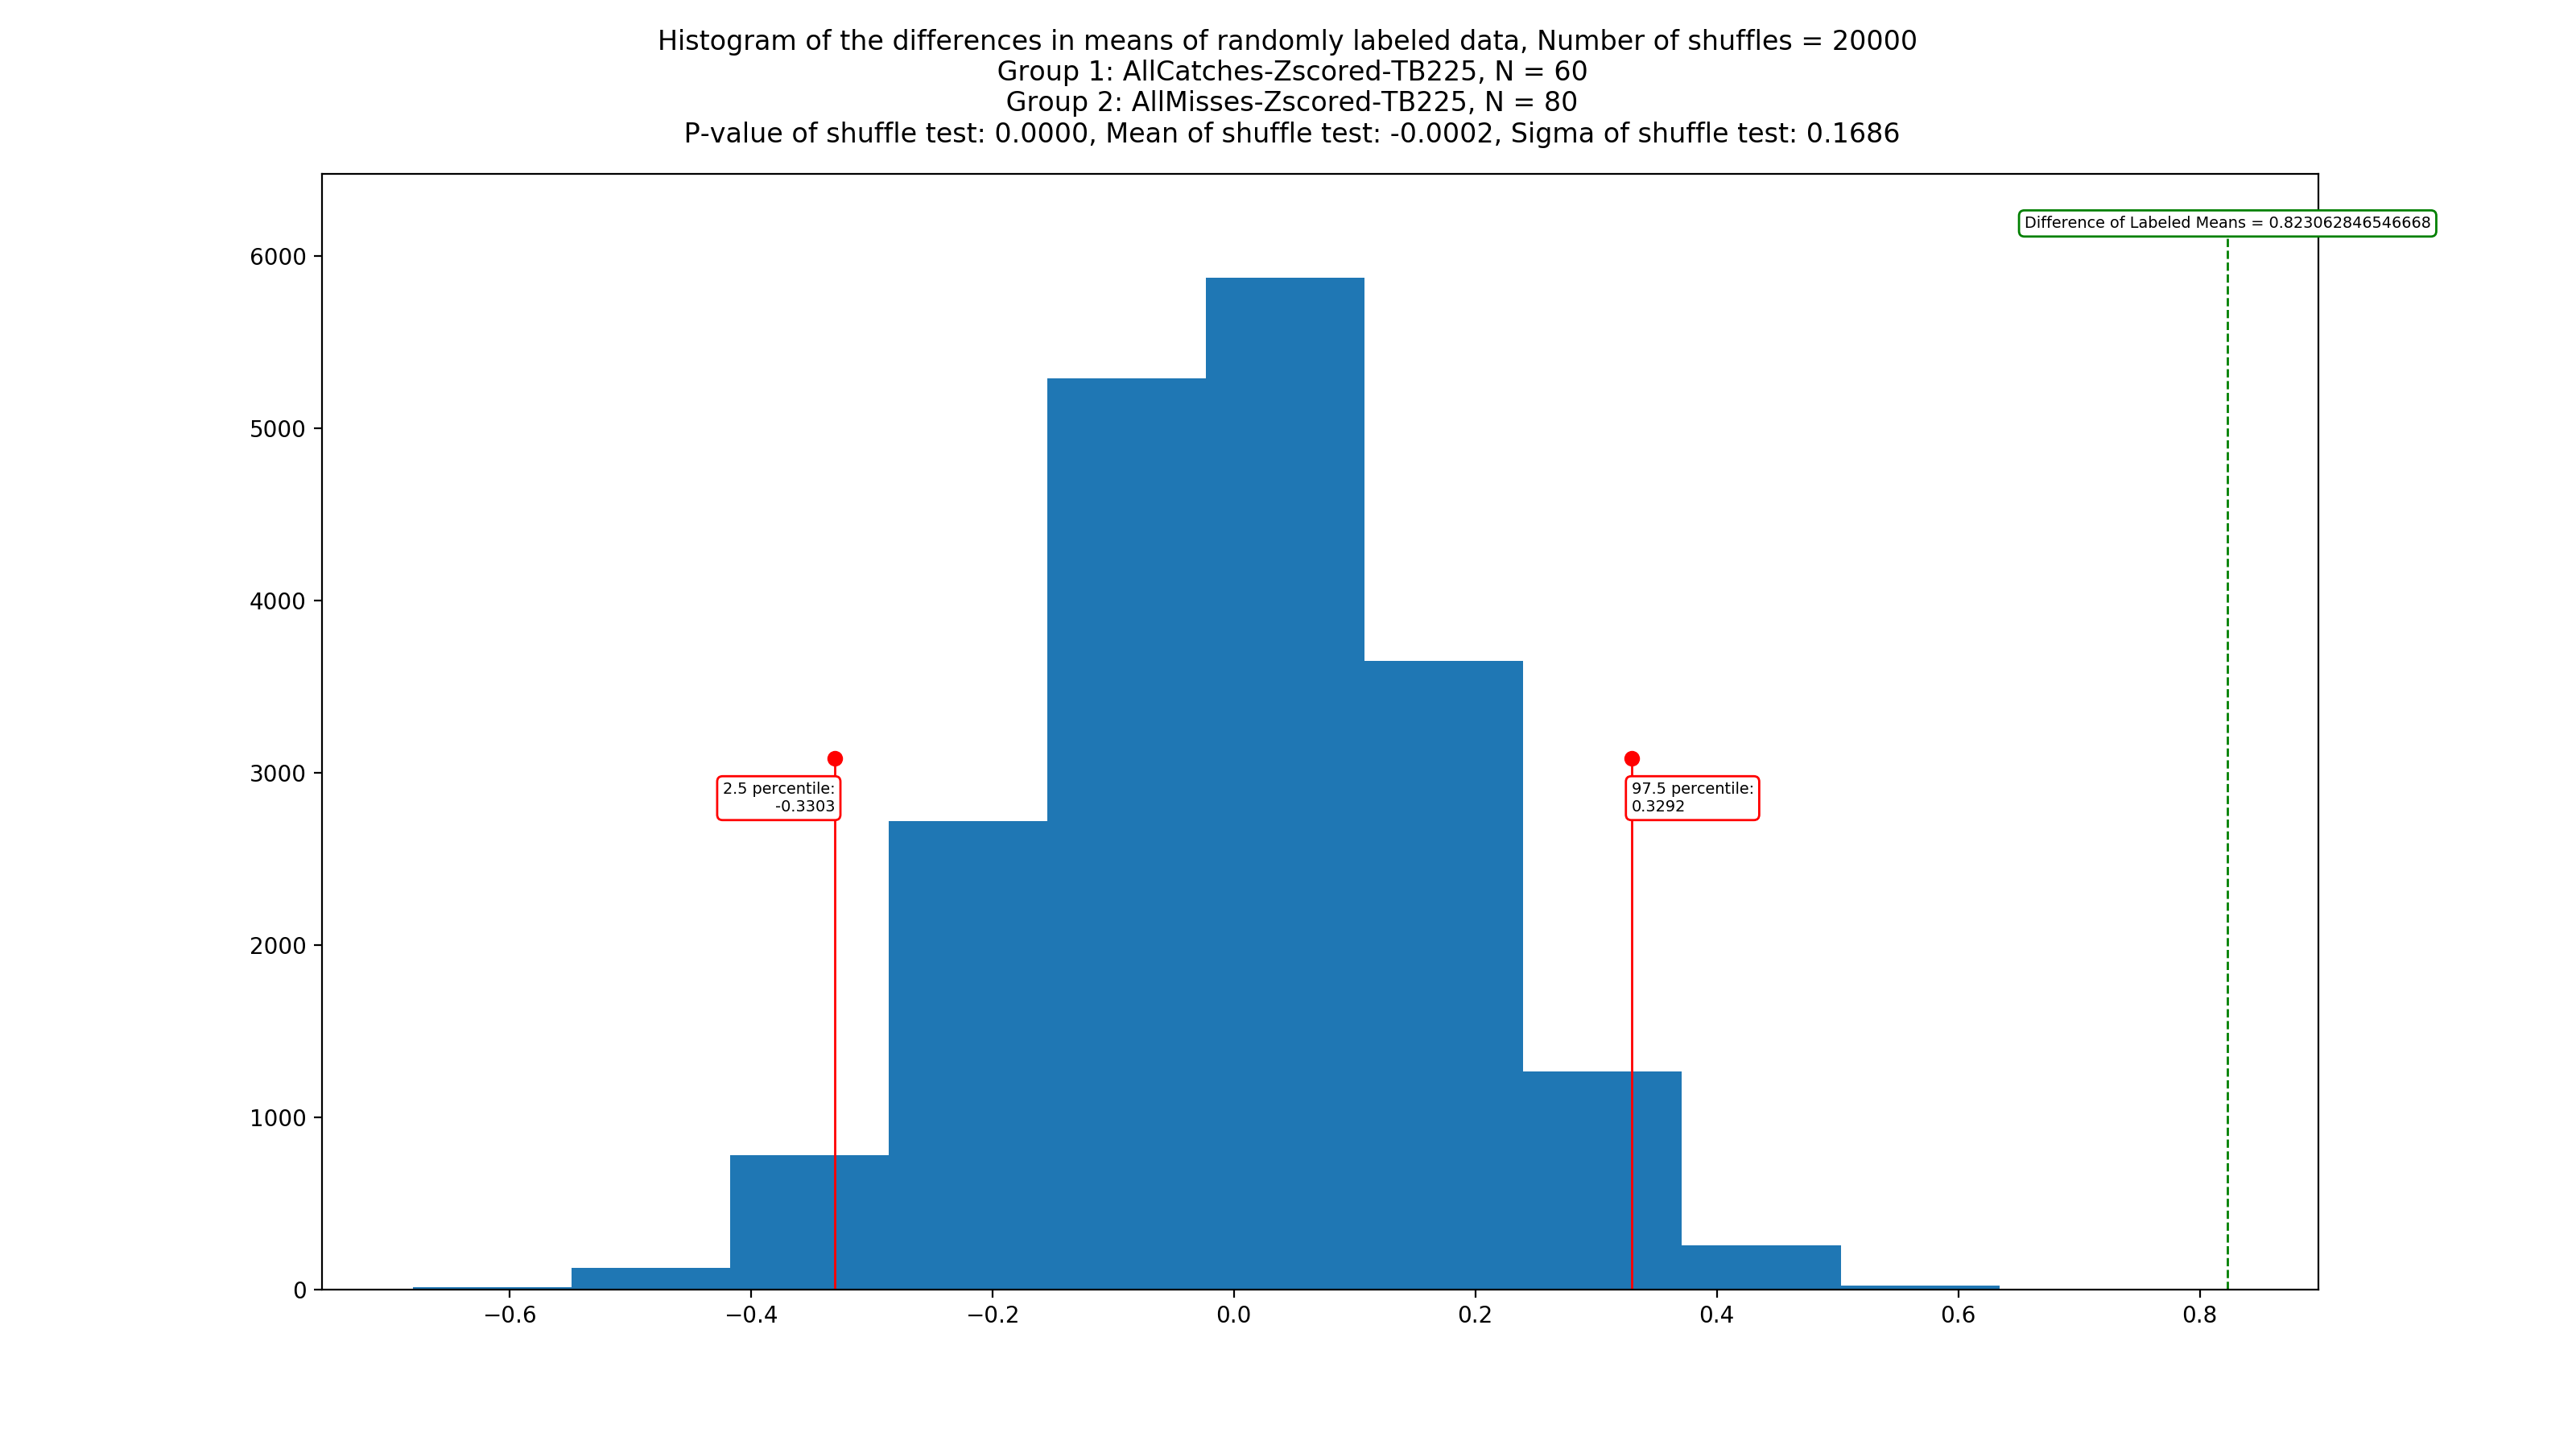 Histogram of the differences in means of randomly labeled data, Number of shuffles = 20000
Group 1: AllCatches-Zscored-TB225, N = 60
Group 2: AllMisses-Zscored-TB225, N = 80
P-value of shuffle test: 0.0000, Mean of shuffle test: -0.0002, Sigma of shuffle test: 0.1686
Difference of Labeled Means = 0.823062846546668
6000
5000
4000
3000
2.5 percentile:
-0.3303
97.5 percentile:
0.3292
2000
1000
0
−0.6
−0.4
−0.2
0.0
0.2
0.4
0.6
0.8